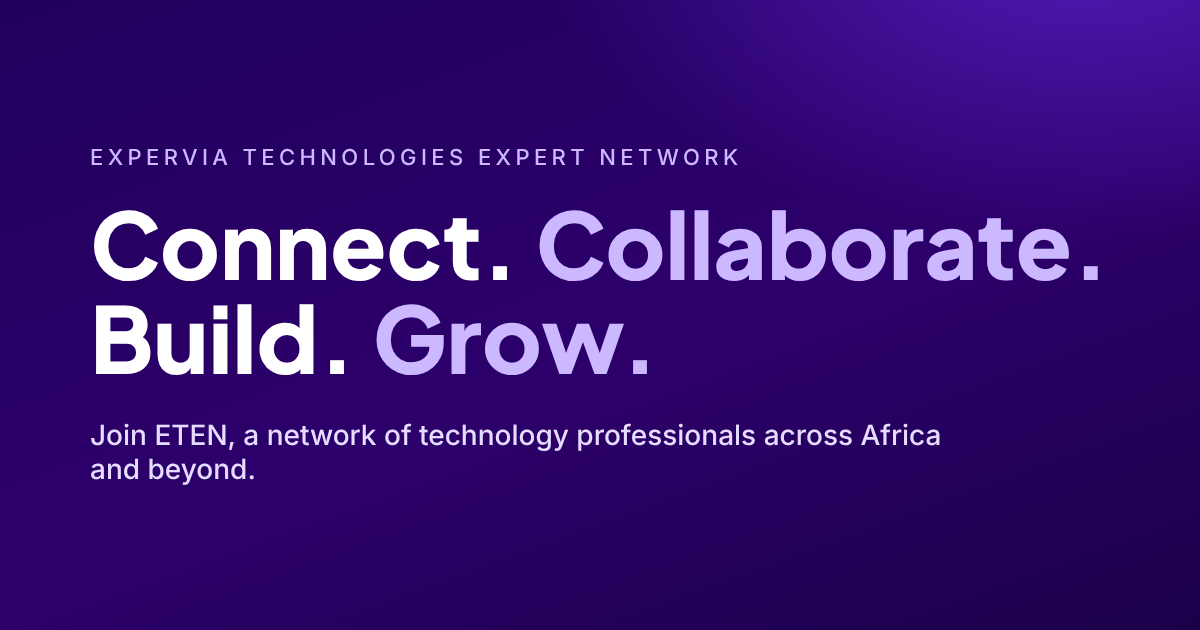 EXPERVIA TECHNOLOGIES EXPERT NETWORK
Connect. Collaborate.
Build. Grow.
Join ETEN, a network of technology professionals across Africa
and beyond.